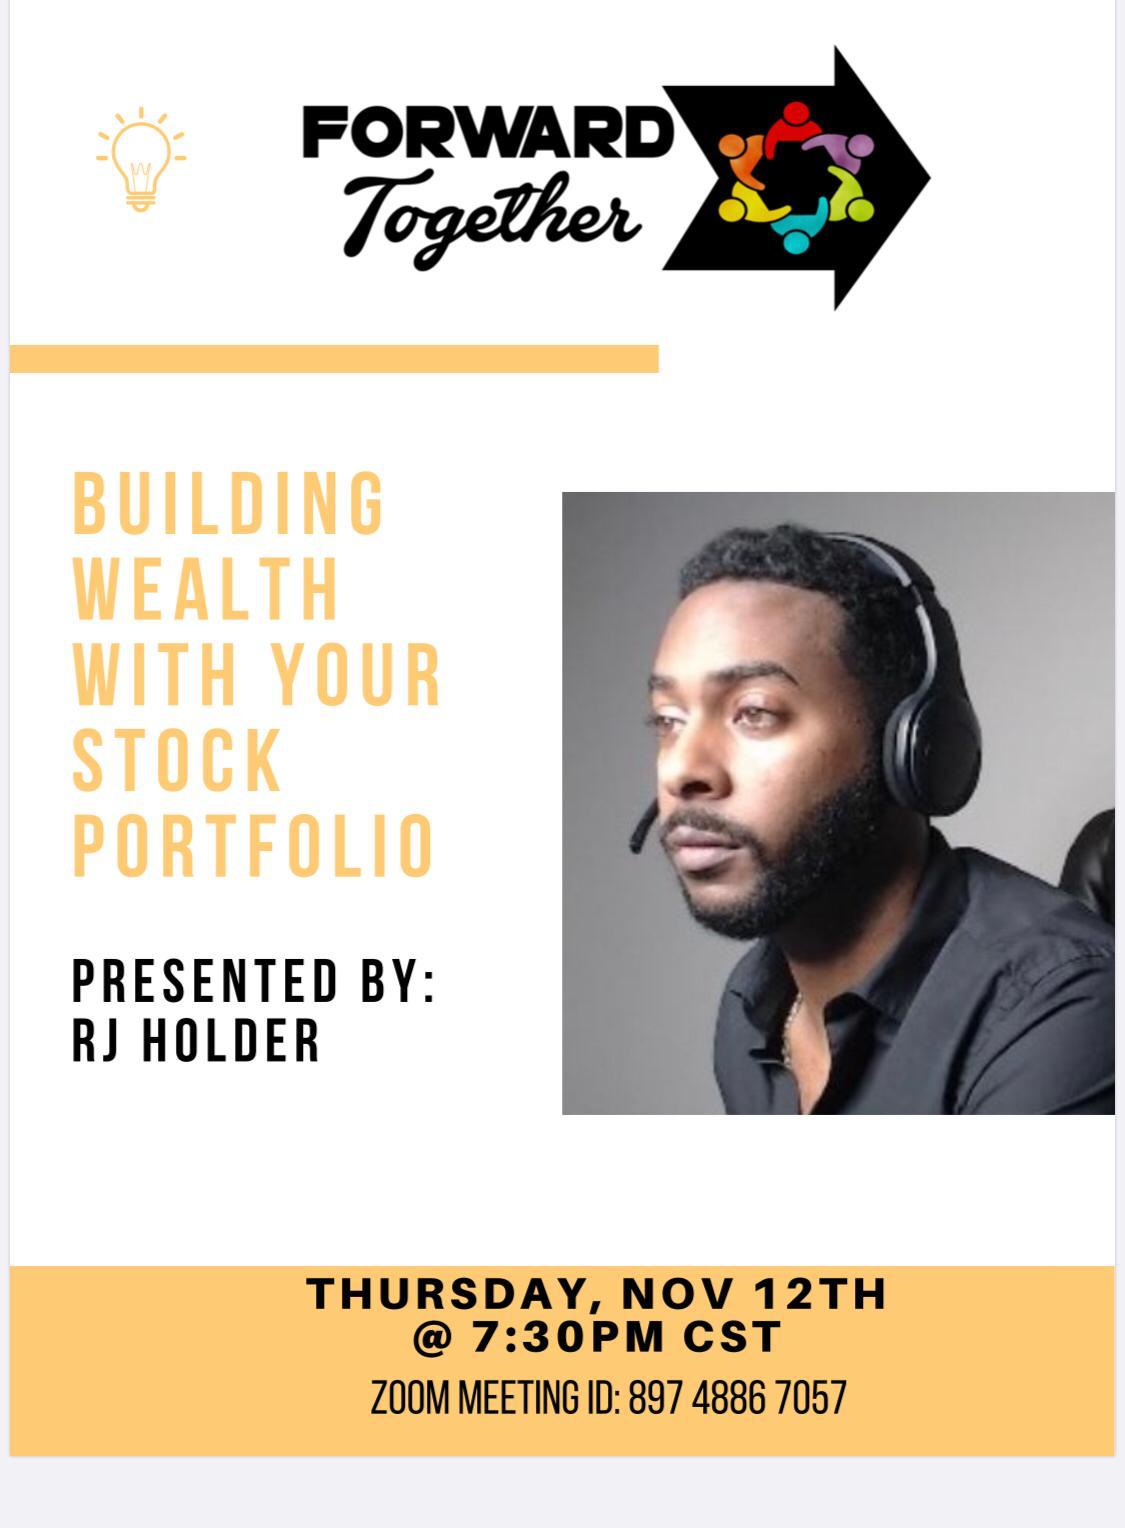 FORWARD
Together
BUILDING
WEALTH
WITH YOUR
STOCK
PORTFOLIO
PRESENTED BY:
RJ HOLDER
THURSDAY, NOV 12TH
@ 7:30PM CST
ZOOM MEETING ID: 897 4886 7057